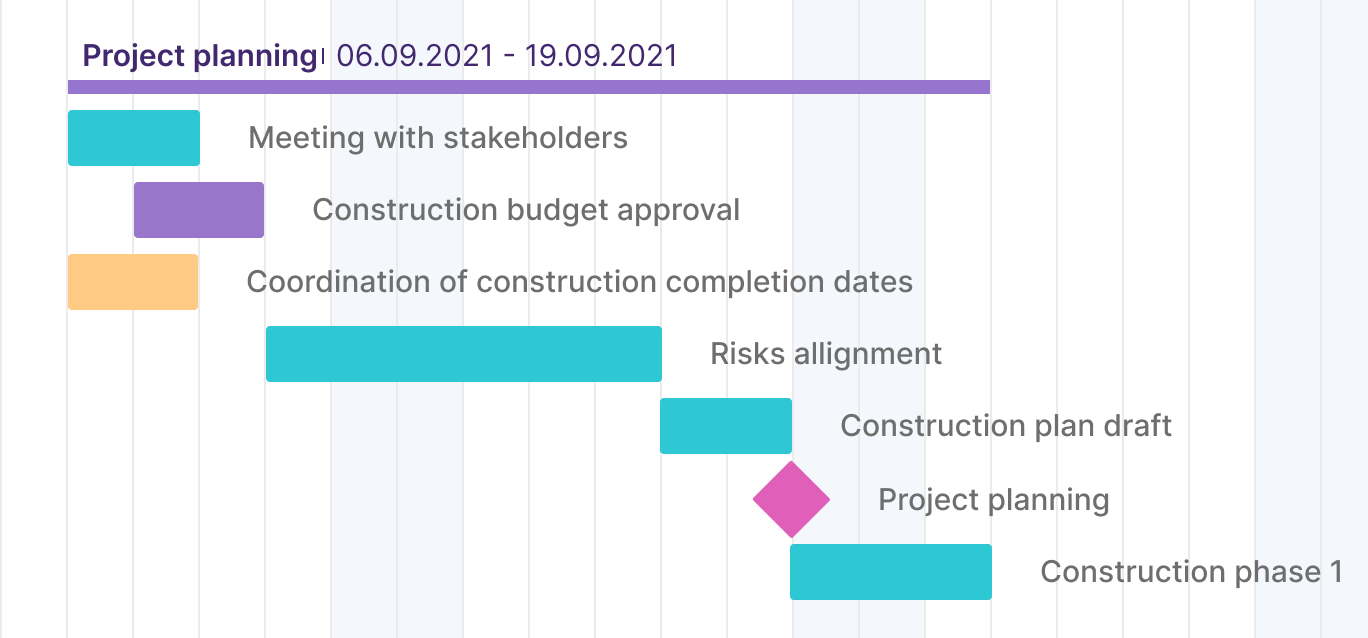 Project planning 06.09.2021 - 19.09.2021
Meeting with stakeholders
Construction budget approval
Coordination of construction completion dates
Risks allignment
Construction plan draft
Project planning
Construction phase 1